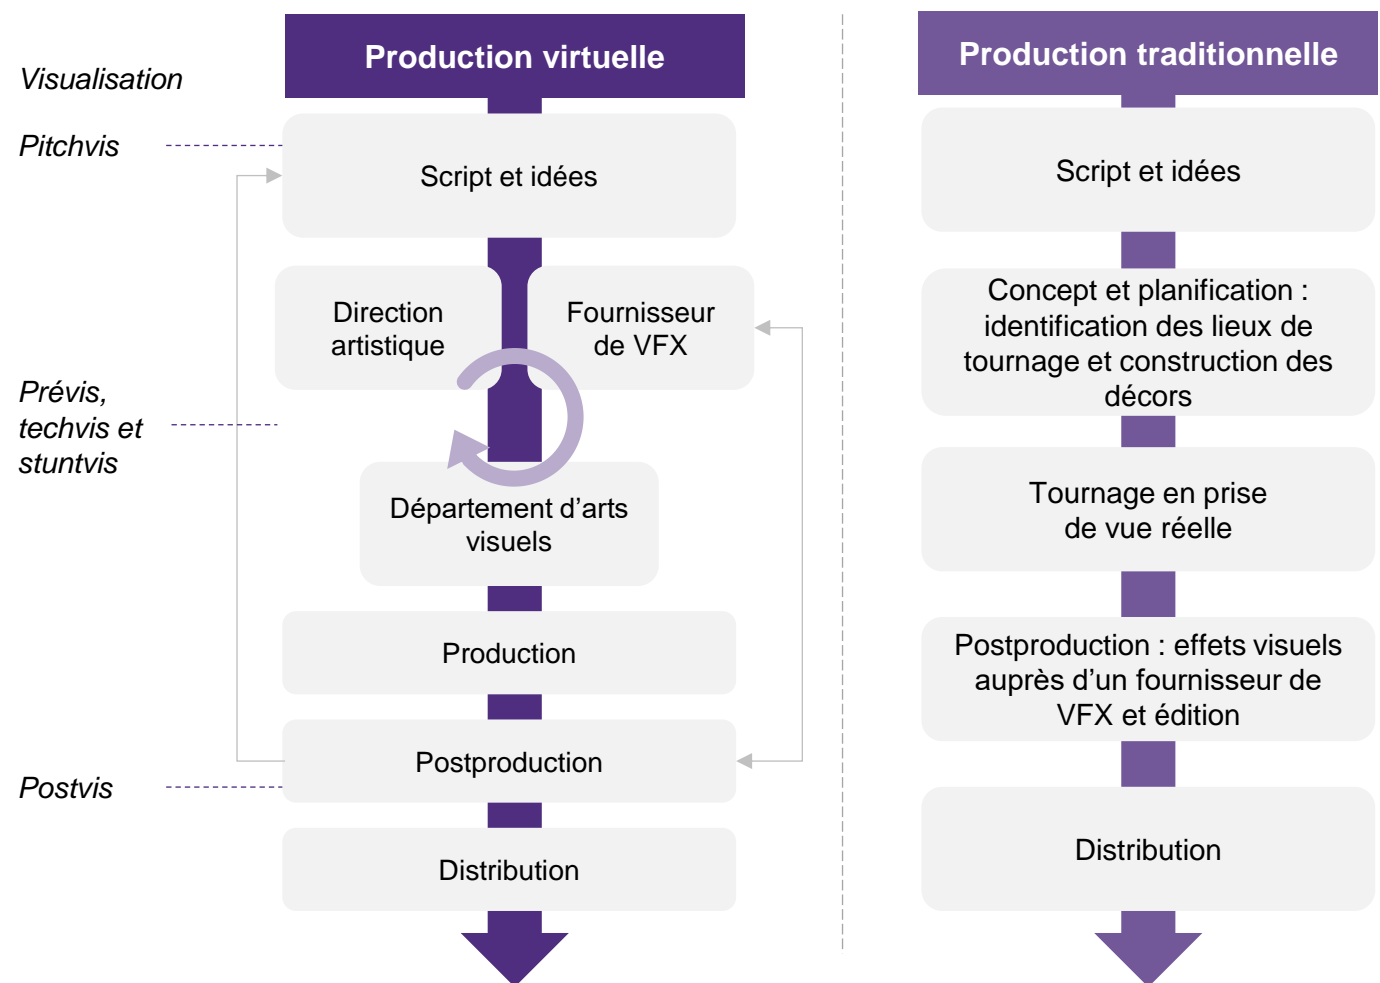 Visualisation
Pitchvis
Prévis,
techvis et
stuntvis
Postvis
Production virtuelle
Script et idées
Direction
artistique
Fournisseur
de VFX
Département d’arts
visuels
Production
Postproduction
Distribution
Production traditionnelle
Script et idées
Concept et planification :
identification des lieux de
tournage et construction des
décors
Tournage en prise
de vue réelle
Postproduction : effets visuels
auprès d’un fournisseur de
VFX et édition
Distribution